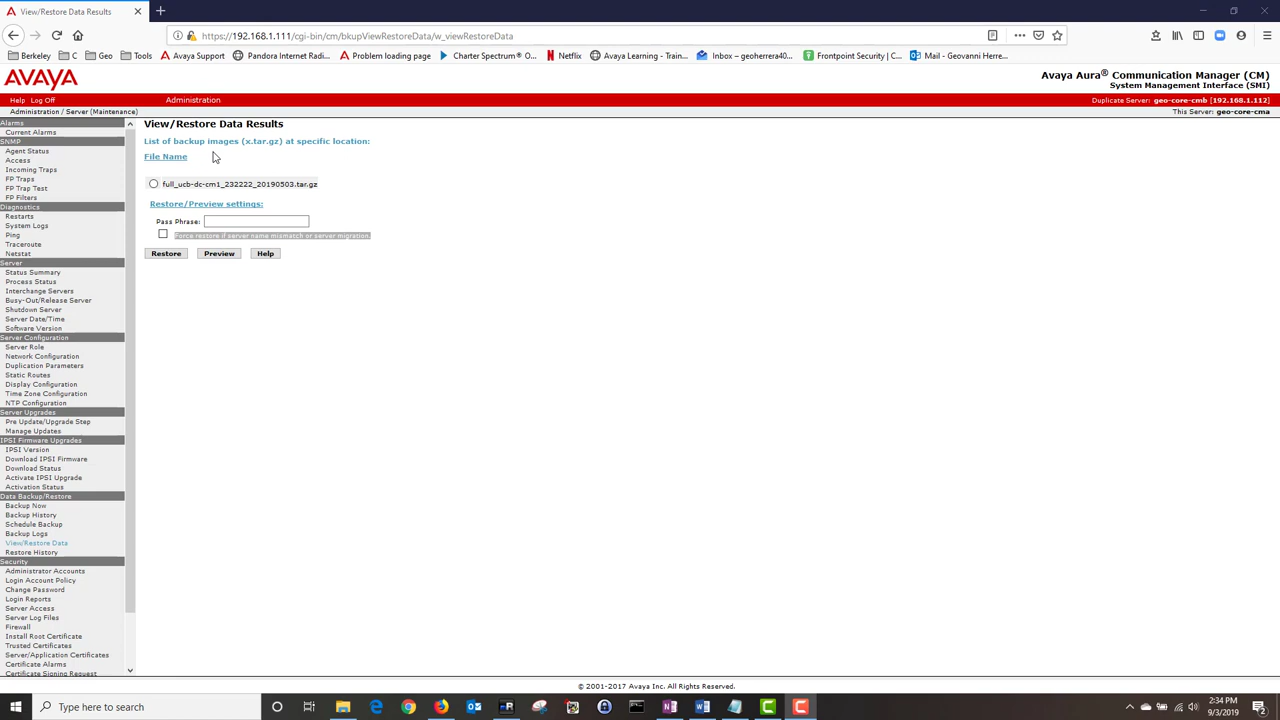 View/Restore Data Results
https://192.168.1.111/cgi-bin/cm/bkupViewRestoreData/w_viewRestoreData
Berkeley
C
Geo
Tools
Avaya Support
Pandora Internet Radi...
Problem loading page
Charter Spectrum ® O...
Netflix
Avaya Learning - Train...
Inbox – geoherrera40...
Frontpoint Security (C...
Mail - Geovanni Herre...
AVAYA
Avaya Aura® Communication Manager (CM)
System Management Interface (SMI)
Help Log Off
Administration
Duplicate Server: geo-core-cmb [192.168.1.112]
Administration / Server (Maintenance)
This Server: geo-core-cma
Alarms
Current Alarms
SNMP
Agent Status
Access
Incoming Traps
FP Traps
FP Trap Test
FP Filters
Diagnostics
Restarts
System Logs
Ping
Traceroute
Netstat
Server
Status Summary
Process Status
Interchange Servers
Busy-Out/Release Server
Shutdown Server
Server Date/Time
Software Version
Server Configuration
Server Role
Network Configuration
Duplication Parameters
Static Routes
Display Configuration
Time Zone Configuration
NTP Configuration
Server Upgrades
Pre Update/Upgrade Step
Manage Updates
IPSI Firmware Upgrades
IPSI Version
Download IPSI Firmware
Download Status
Activate IPSI Upgrade
Activation Status
Data Backup/Restore
Backup Now
Backup History
Schedule Backup
Backup Logs
View/Restore Data
Restore History
Security
Administrator Accounts
Login Account Policy
Change Password
Login Reports
Server Access
Server Log Files
Firewall
Install Root Certificate
Trusted Certificates
Server/Application Certificates
Certificate Alarms
Certificate Signing Request
View/Restore Data Results
List of backup images (x.tar.gz) at specific location:
File Name
full_ucb-dc-cm1_232222_20190503.tar.gz
Restore/Preview settings:
Pass Phrase:
Force restore if server name mismatch or server migration.
Restore
Preview
Help
© 2001-2017 Avaya Inc. All Rights Reserved.
Type here to search
2:34 PM
9/3/2019